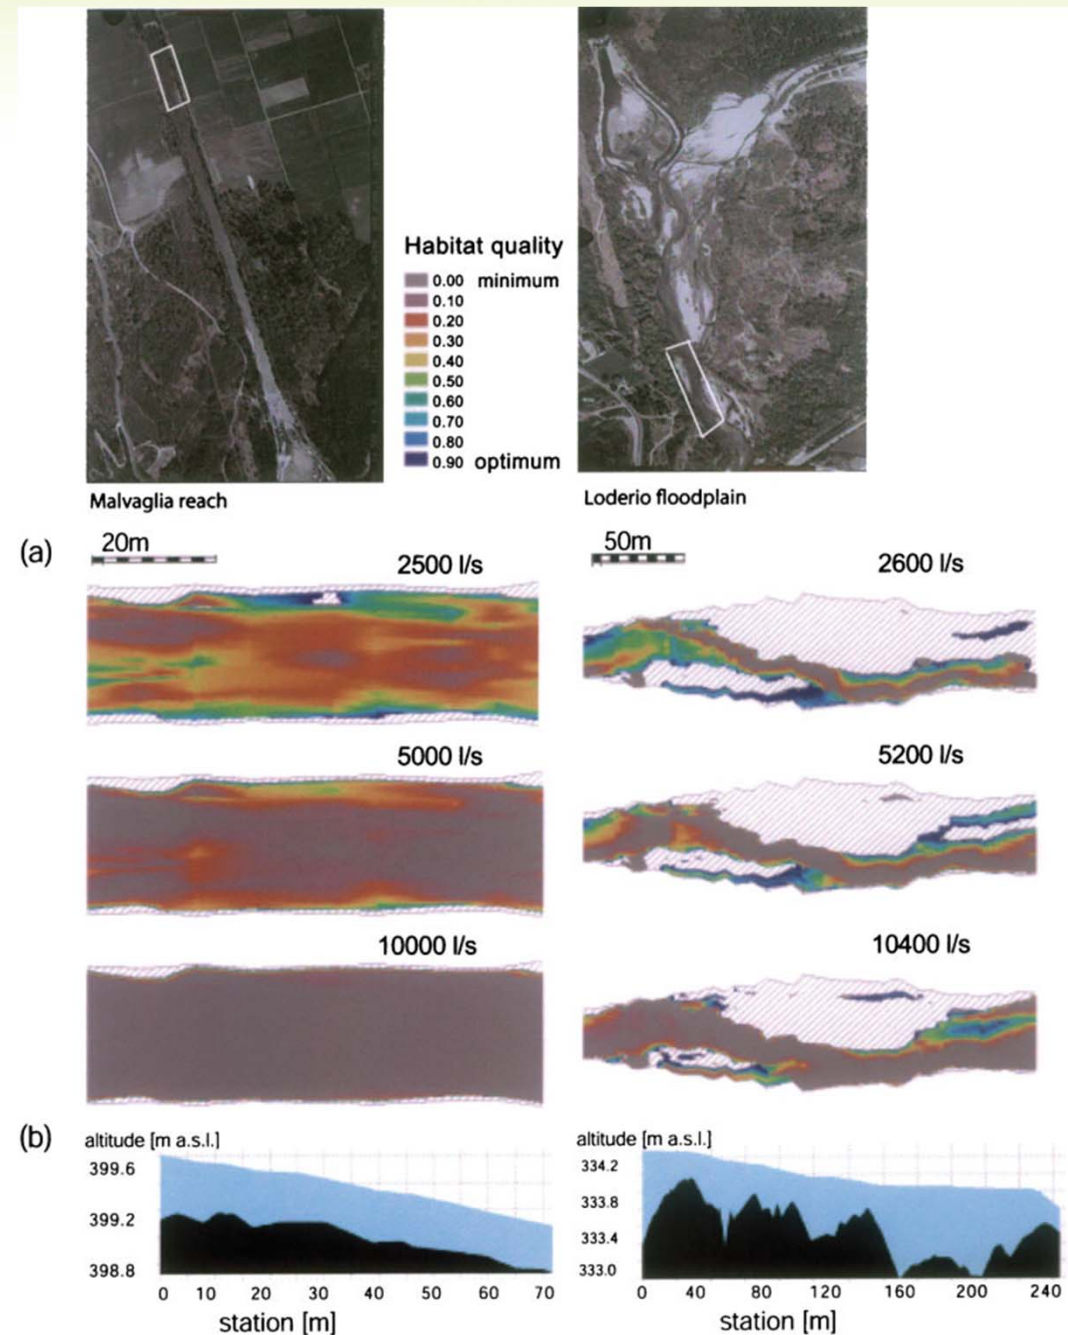 Habitat quality
0.00 minimum
0.10
0.20
0.30
0.40
0.50
0.60
0.70
0.80
0.90 optimum
Malvaglia reach
Loderio floodplain
(a)
20m
50m
2500 l/s
2600 l/s
5000 l/s
5200 l/s
10000 l/s
10400 l/s
(b)
altitude [m a.s.l.]
399.6
399.2
398.8
0 10 20 30 40 50 60 70
station [m]
altitude [m a.s.l.]
334.2
333.8
333.4
333.0
0 40 80 120 160 200 240
station [m]